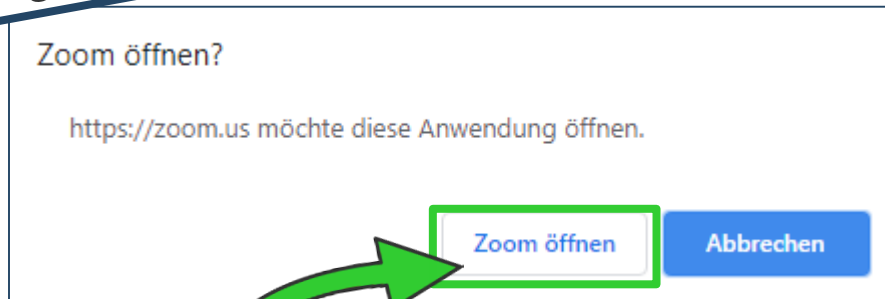 Zoom öffnen?
https://zoom.us möchte diese Anwendung öffnen.
Zoom öffnen
Abbrechen